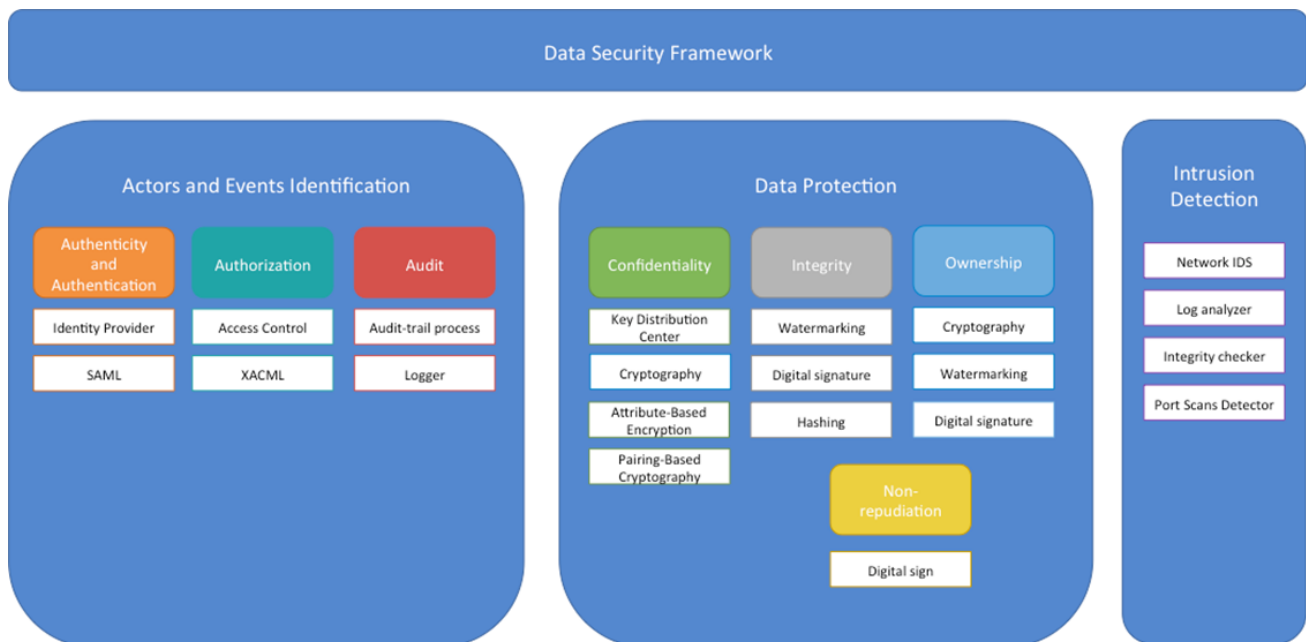 Data Security Framework
Actors and Events Identification
Authenticity
and
Authentication
Identity Provider
SAML
Authorization
Access Control
XACML
Audit
Audit-trail process
Logger
Data Protection
Confidentiality
Key Distribution
Center
Cryptography
Attribute-Based
Encryption
Pairing-Based
Cryptography
Integrity
Watermarking
Digital signature
Hashing
Ownership
Cryptography
Watermarking
Digital signature
Non-
repudiation
Digital sign
Intrusion
Detection
Network IDS
Log analyzer
Integrity checker
Port Scans Detector